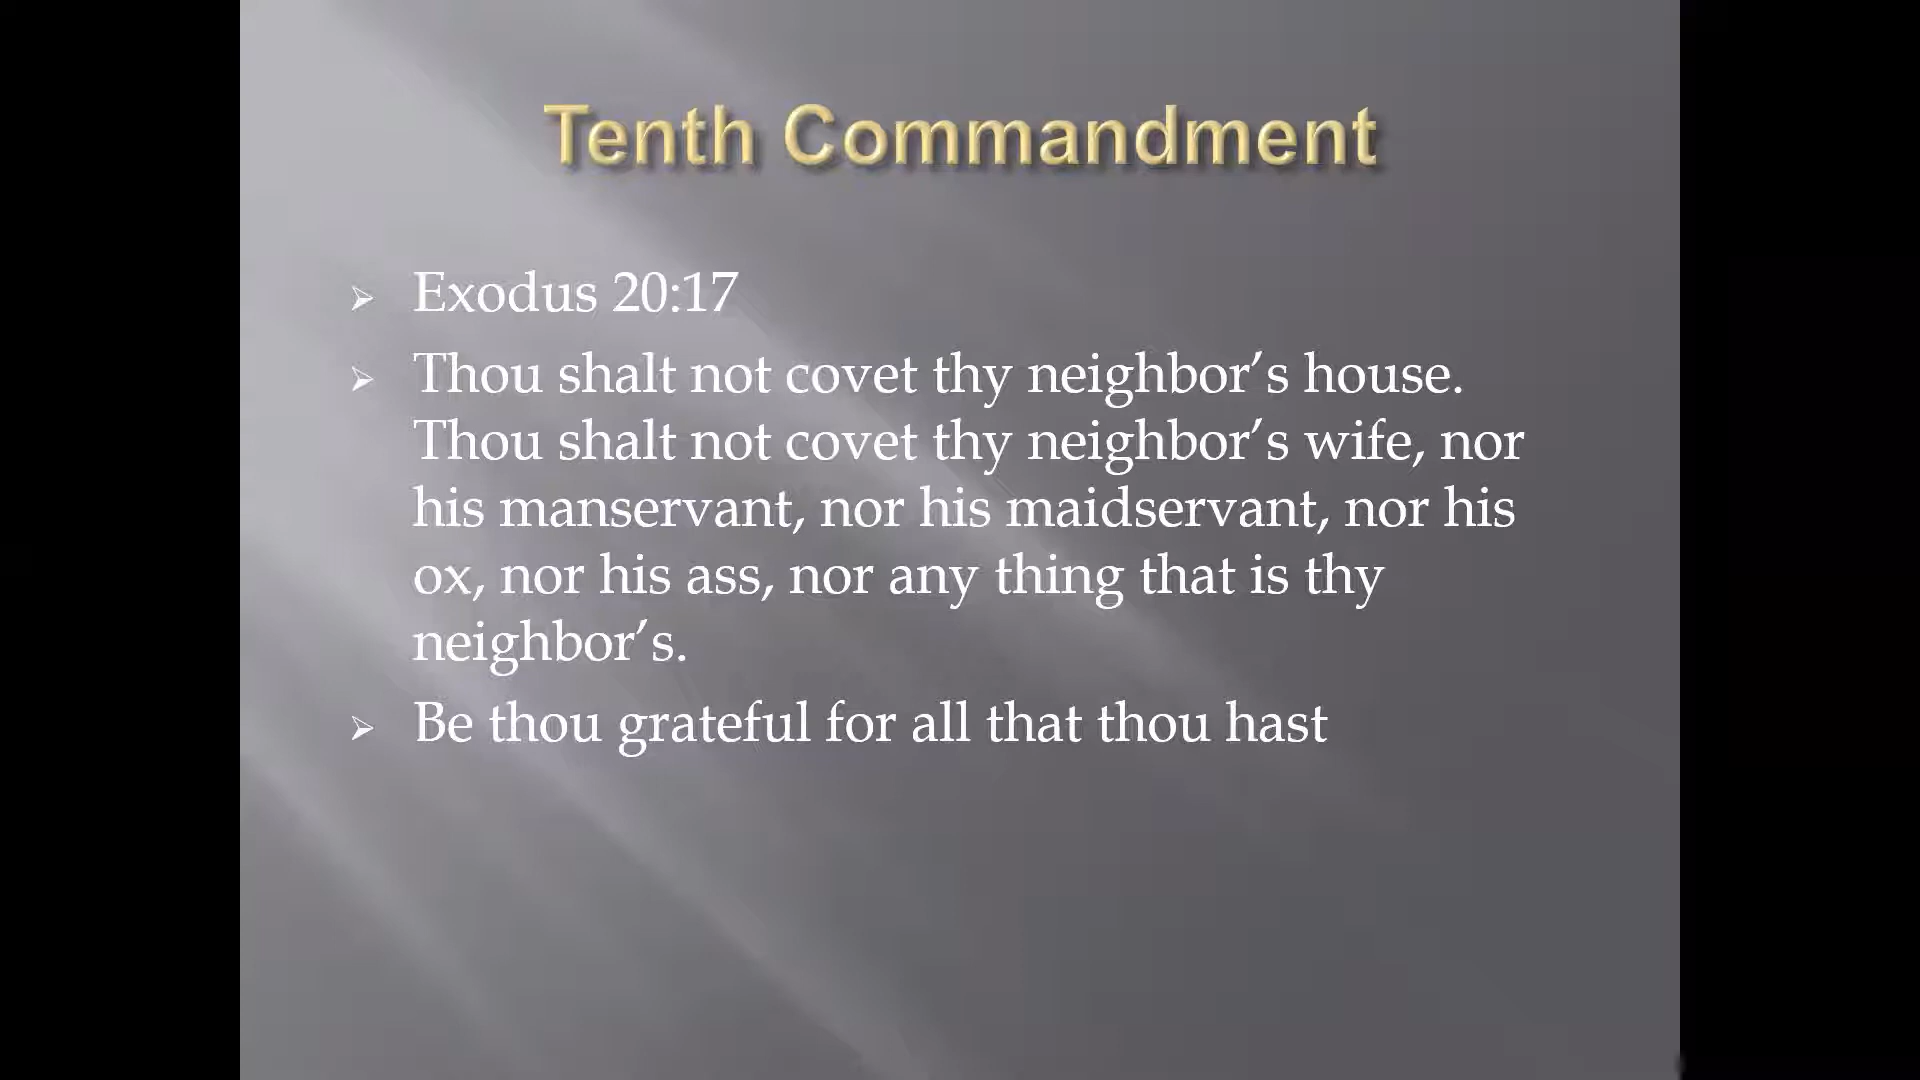 Tenth Commandment
Exodus 20:17
Thou shalt not covet thy neighbor’s house.
Thou shalt not covet thy neighbor’s wife, nor
his manservant, nor his maidservant, nor his
ox, nor his ass, nor any thing that is thy
neighbor’s.
Be thou grateful for all that thou hast